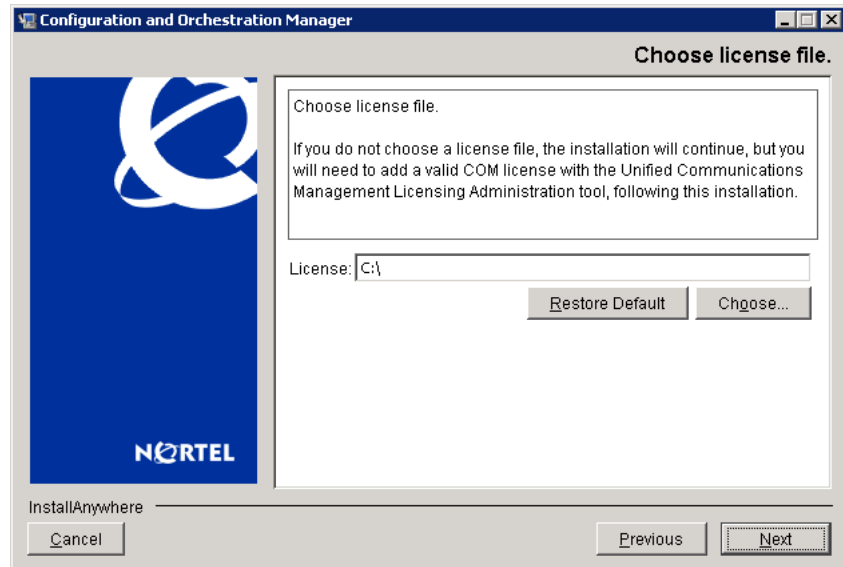 Configuration and Orchestration Manager
Choose license file.
Choose license file.
If you do not choose a license file, the installation will continue, but you
will need to add a valid COM license with the Unified Communications
Management Licensing Administration tool, following this installation.
License: C:\
Restore Default Choose...
NORTEL
InstallAnywhere
Cancel Previous Next